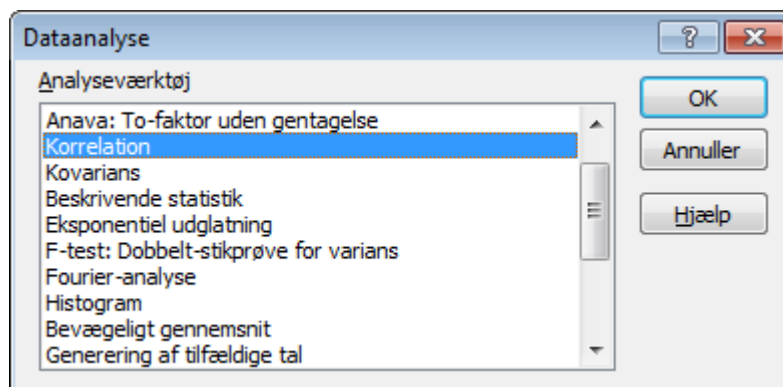 Dataanalyse
Analyseværktøj
Anava: To-faktor uden gentagelse
Korrelation
Kovarians
Beskrivende statistik
Eksponentiel udglatning
F-test: Dobbelt-stikprøve for varians
Fourier-analyse
Histogram
Bevægeligt gennemsnit
Generering af tilfældige tal
OK
Annuller
Hjælp